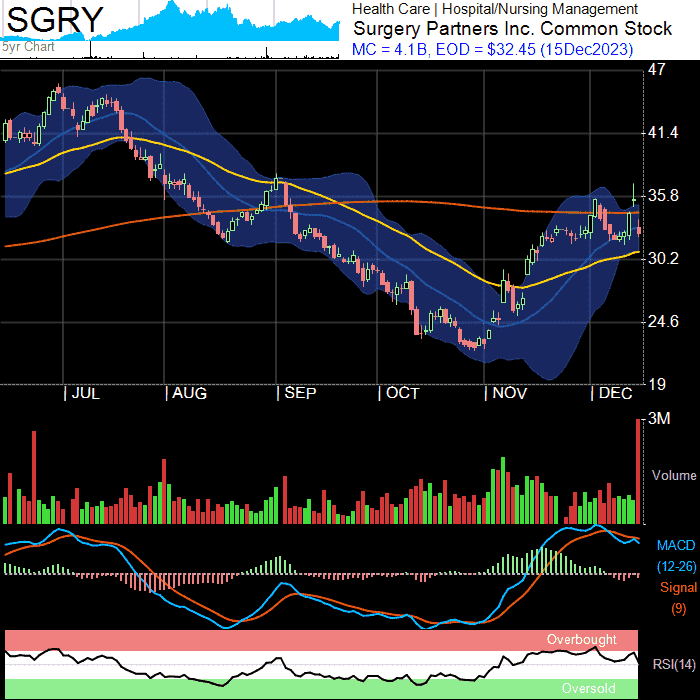 SGRY
5yr Chart
Health Care | Hospital/Nursing Management
Surgery Partners Inc. Common Stock
MC = 4.1B, EOD = $32.45 (15Dec2023)
47
41.4
35.8
30.2
24.6
19
| JUL | AUG | SEP | OCT | NOV | DEC
3M
Volume
MACD
(12-26)
Signal
(9)
Overbought
RSI(14)
Oversold